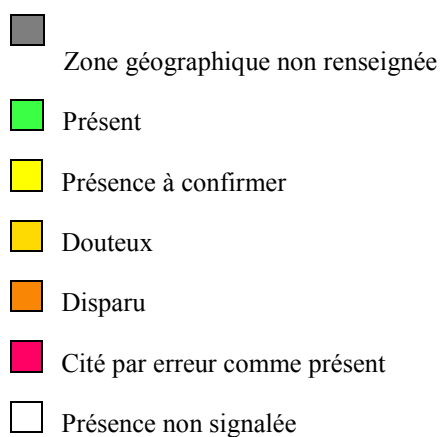 Zone géographique non renseignée
Présent
Présence à confirmer
Douteux
Disparu
Cité par erreur comme présent
Présence non signalée